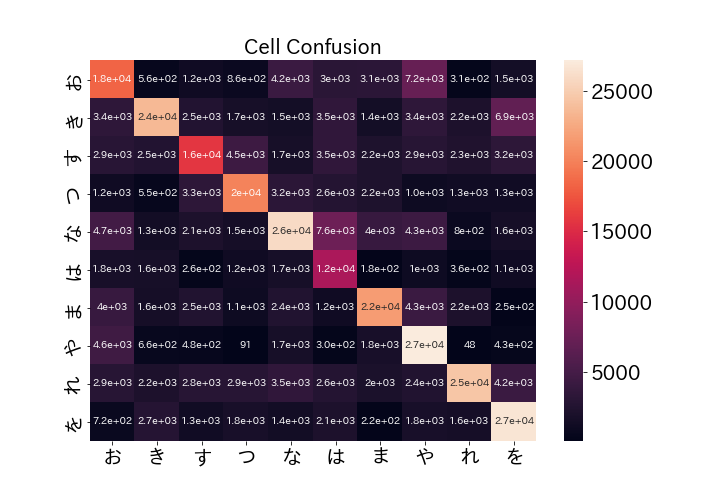 Cell Confusion
お 1.8e+04 5.6e+02 1.2e+03 8.6e+02 4.2e+03 3e+03 3.1e+03 7.2e+03 3.1e+02 1.5e+03
き 3.4e+03 2.4e+04 2.5e+03 1.7e+03 1.5e+03 3.5e+03 1.4e+03 3.4e+03 2.2e+03 6.9e+03
す 2.9e+03 2.5e+03 1.6e+04 4.5e+03 1.7e+03 3.5e+03 2.2e+03 2.9e+03 2.3e+03 3.2e+03
つ 1.2e+03 5.5e+02 3.3e+03 2e+04 3.2e+03 2.6e+03 2.2e+03 1.0e+03 1.3e+03 1.3e+03
な 4.7e+03 1.3e+03 2.1e+03 1.5e+03 2.6e+04 7.6e+03 4e+03 4.3e+03 8e+02 1.6e+03
は 1.8e+03 1.6e+03 2.6e+02 1.2e+03 1.7e+03 1.2e+04 1.8e+02 1e+03 3.6e+02 1.1e+03
ま 4e+03 1.6e+03 2.5e+03 1.1e+03 2.4e+03 1.2e+03 2.2e+04 4.3e+03 2.2e+03 2.5e+02
や 4.6e+03 6.6e+02 4.8e+02 91 1.7e+03 3.0e+02 1.8e+03 2.7e+04 48 4.3e+02
れ 2.9e+03 2.2e+03 2.8e+03 2.9e+03 3.5e+03 2.6e+03 2e+03 2.4e+03 2.5e+04 4.2e+03
を 7.2e+02 2.7e+03 1.3e+03 1.8e+03 1.4e+03 2.1e+03 2.2e+02 1.8e+03 1.6e+03 2.7e+04
お き す つ な は ま や れ を
25000
20000
15000
10000
5000